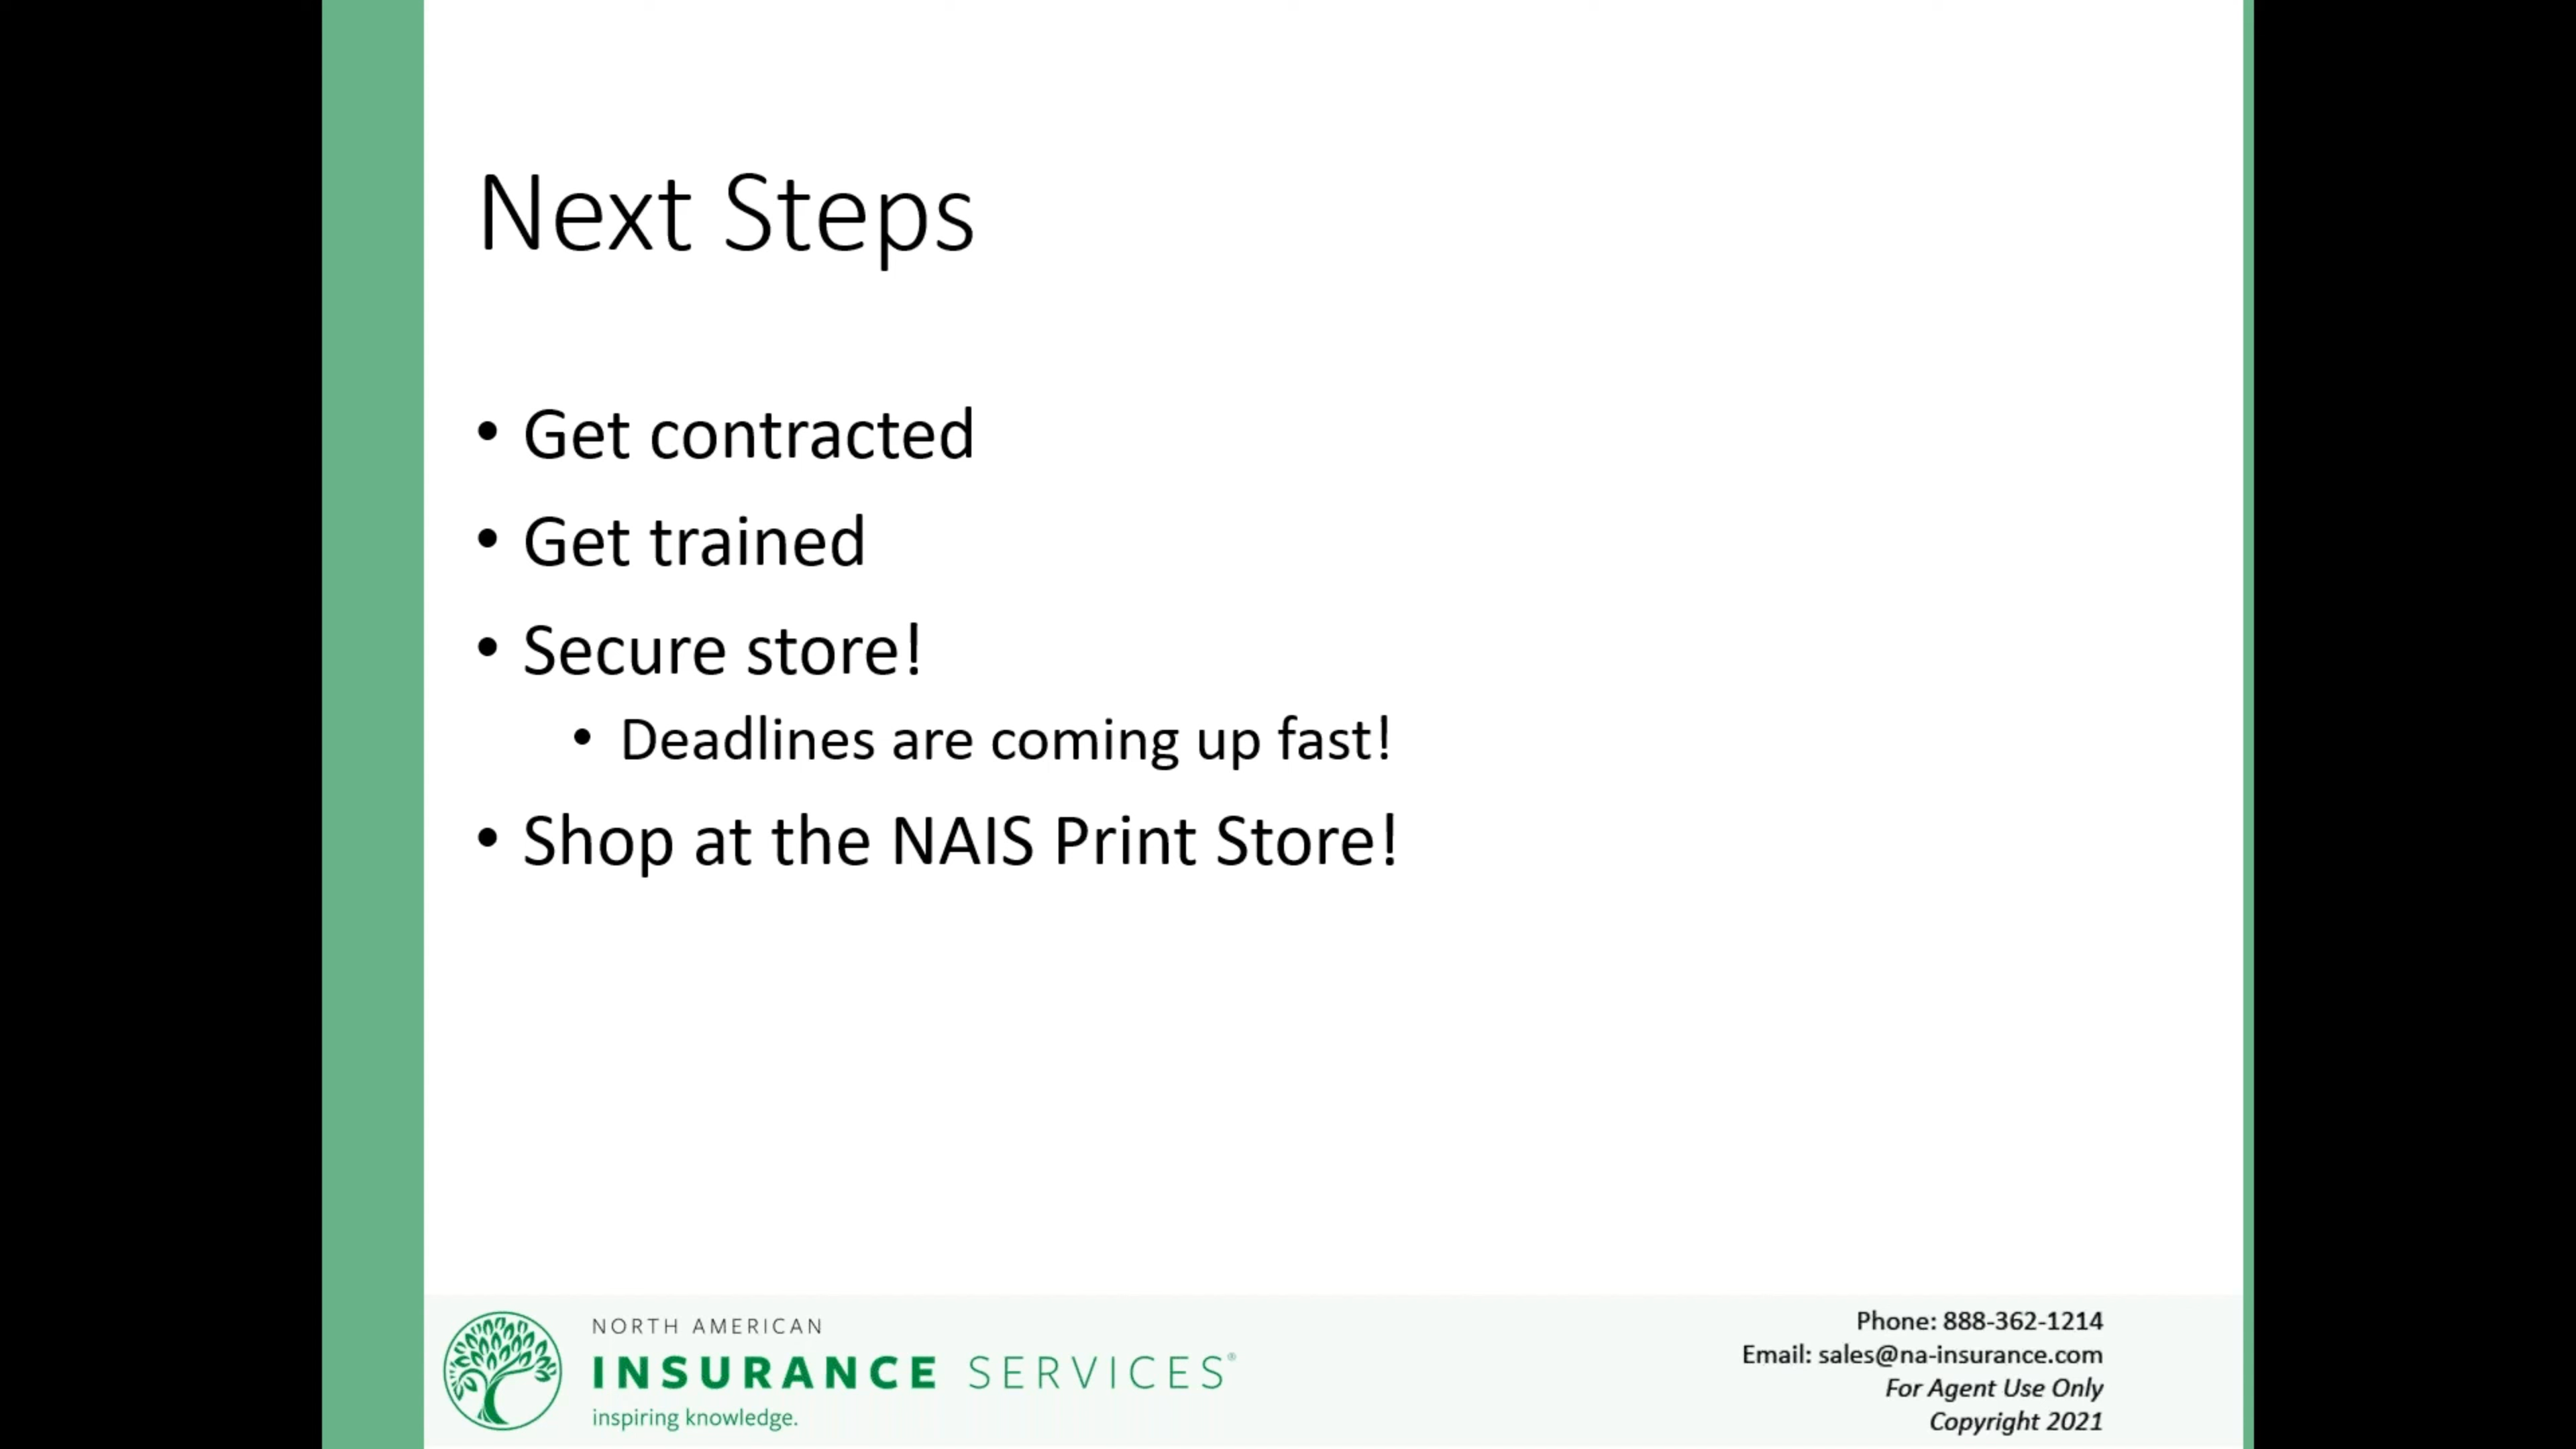 Next Steps
• Get contracted
• Get trained
• Secure store!
• Deadlines are coming up fast!
• Shop at the NAIS Print Store!
NORTH AMERICAN
INSURANCE SERVICES®
inspiring knowledge.
Phone: 888-362-1214
Email: sales@na-insurance.com
For Agent Use Only
Copyright 2021